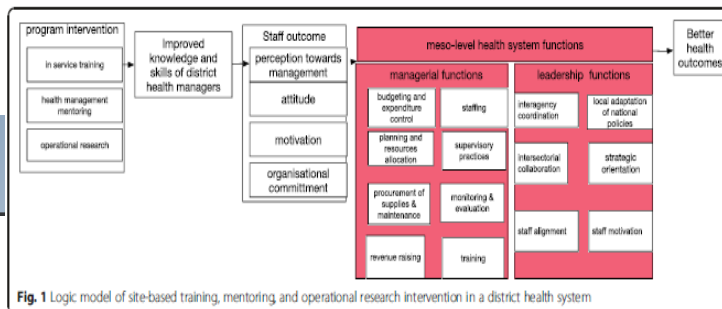 program intervention
in service training
health management
mentoring
operational research
Improved
knowledge and
skills of district
health managers
Staff outcome
perception towards
management
attitude
motivation
organisational
committment
meso-level health system functions
managerial functions
budgeting and
expenditure
control
staffing
planning and
resources
allocation
supervisory
practices
procurement of
supplies &
maintenance
monitoring &
evaluation
revenue raising
training
leadership functions
interagency
coordination
local adaptation
of national
policies
intersectorial
collaboration
strategic
orientation
staff alignment
staff motivation
Better
health
outcomes
Fig. 1 Logic model of site-based training, mentoring, and operational research intervention in a district health system